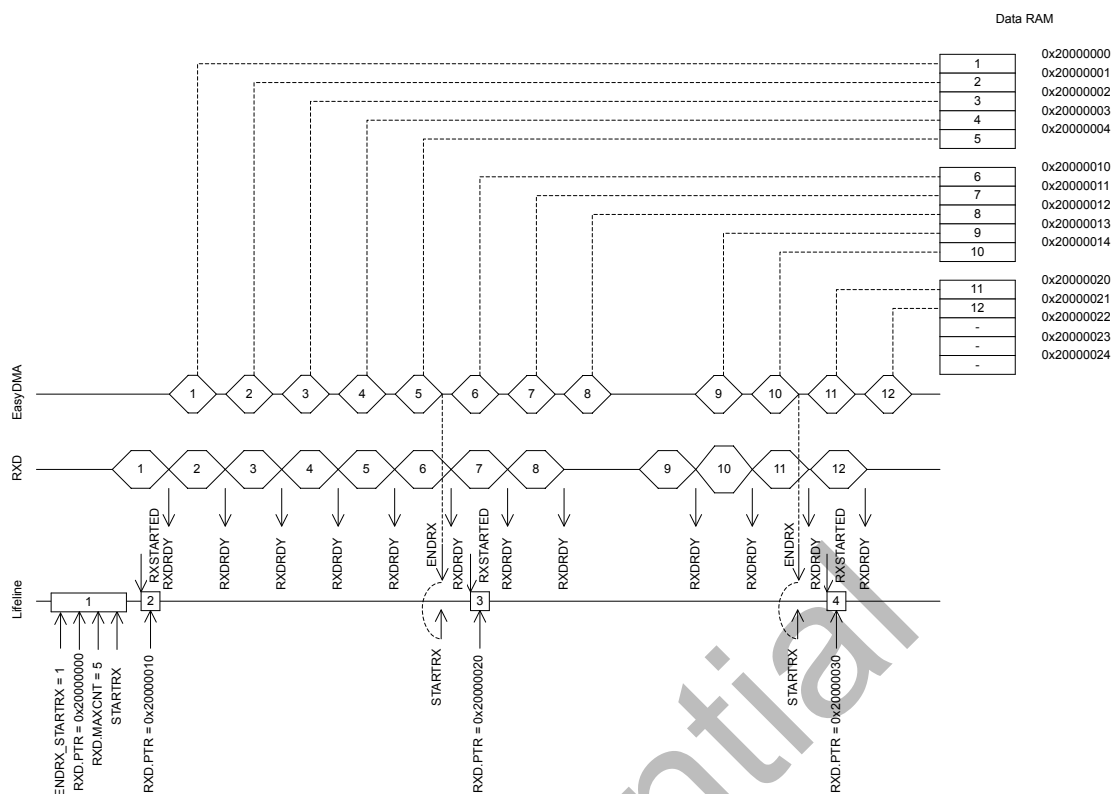 Data RAM
1
2
3
4
5
0x20000000
0x20000001
0x20000002
0x20000003
0x20000004
6
7
8
9
10
0x20000010
0x20000011
0x20000012
0x20000013
0x20000014
11
12
-
-
-
0x20000020
0x20000021
0x20000022
0x20000023
0x20000024
EasyDMA
1
2
3
4
5
6
7
8
9
10
11
12
RXD
1
2
3
4
5
6
7
8
9
10
11
12
RXSTARTED
RXDRDY
RXDRDY
RXDRDY
RXDRDY
RXDRDY
ENDRX
RXDRDY
RXSTARTED
RXDRDY
RXDRDY
RXDRDY
RXDRDY
ENDRX
RXDRDY
RXSTARTED
RXDRDY
Lifeline
1
2
3
4
ENDRX_STARTRX = 1
RXD.PTR = 0x20000000
RXD.MAXCNT = 5
STARTRX
RXD.PTR = 0x20000010
STARTRX
RXD.PTR = 0x20000020
STARTRX
RXD.PTR = 0x20000030
ntial